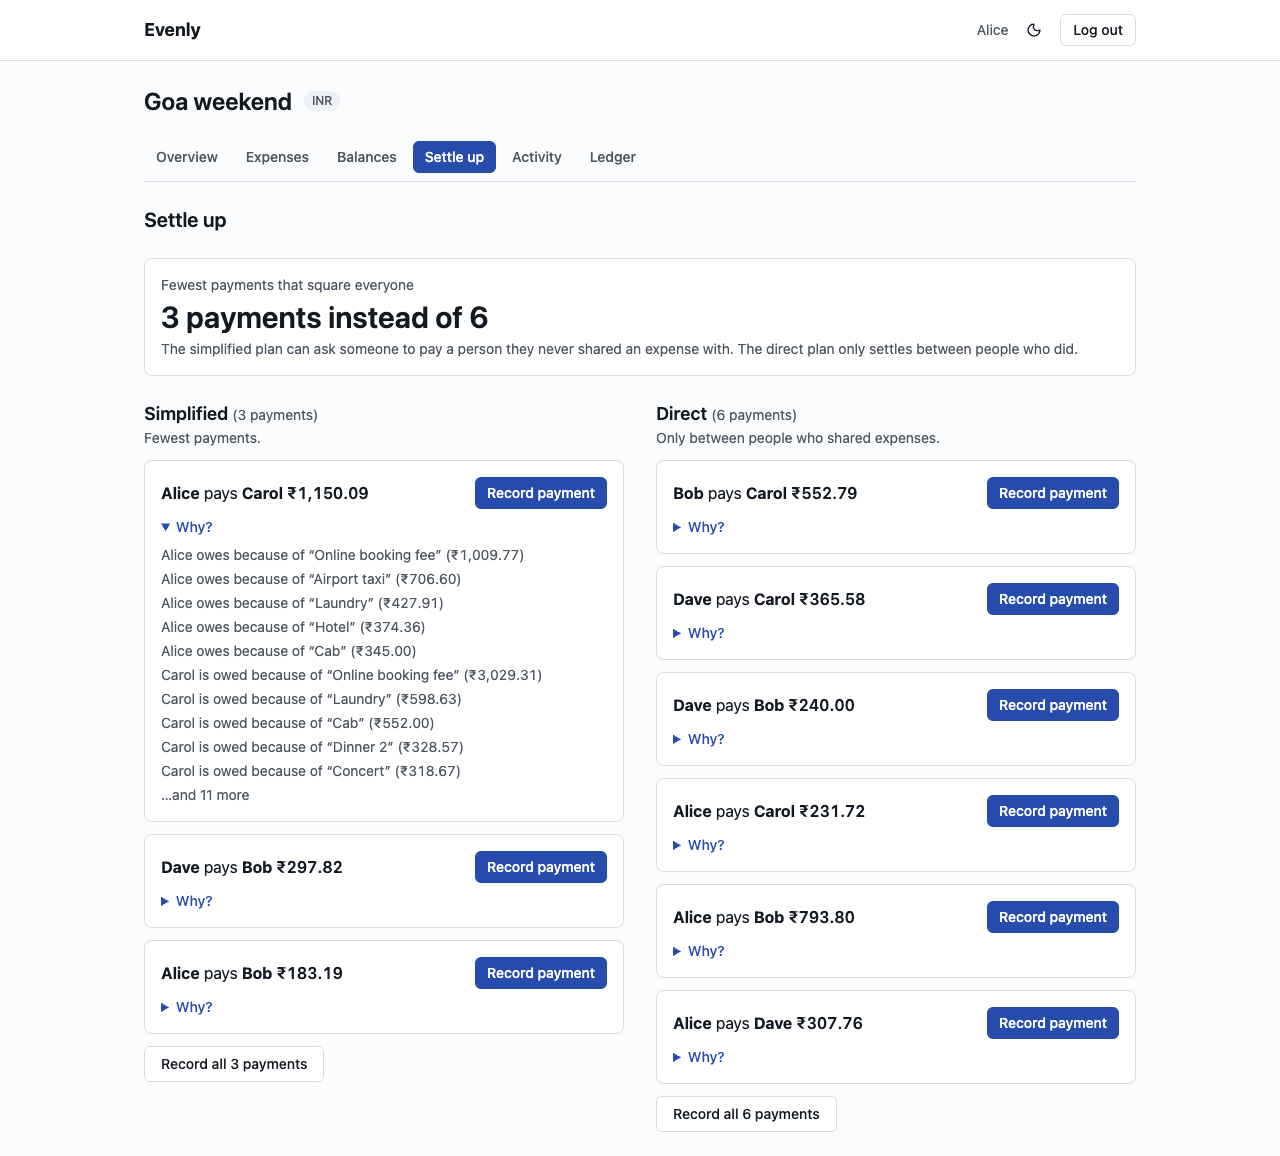 Evenly
Alice
Log out
Goa weekend INR
Overview Expenses Balances Settle up Activity Ledger
Settle up
Fewest payments that square everyone
3 payments instead of 6
The simplified plan can ask someone to pay a person they never shared an expense with. The direct plan only settles between people who did.
Simplified (3 payments)
Fewest payments.
Alice pays Carol ₹1,150.09 Record payment
Why?
Alice owes because of “Online booking fee” (₹1,009.77)
Alice owes because of “Airport taxi” (₹706.60)
Alice owes because of “Laundry” (₹427.91)
Alice owes because of “Hotel” (₹374.36)
Alice owes because of “Cab” (₹345.00)
Carol is owed because of “Online booking fee” (₹3,029.31)
Carol is owed because of “Laundry” (₹598.63)
Carol is owed because of “Cab” (₹552.00)
Carol is owed because of “Dinner 2” (₹328.57)
Carol is owed because of “Concert” (₹318.67)
…and 11 more
Dave pays Bob ₹297.82 Record payment
Why?
Alice pays Bob ₹183.19 Record payment
Why?
Record all 3 payments
Direct (6 payments)
Only between people who shared expenses.
Bob pays Carol ₹552.79 Record payment
Why?
Dave pays Carol ₹365.58 Record payment
Why?
Dave pays Bob ₹240.00 Record payment
Why?
Alice pays Carol ₹231.72 Record payment
Why?
Alice pays Bob ₹793.80 Record payment
Why?
Alice pays Dave ₹307.76 Record payment
Why?
Record all 6 payments